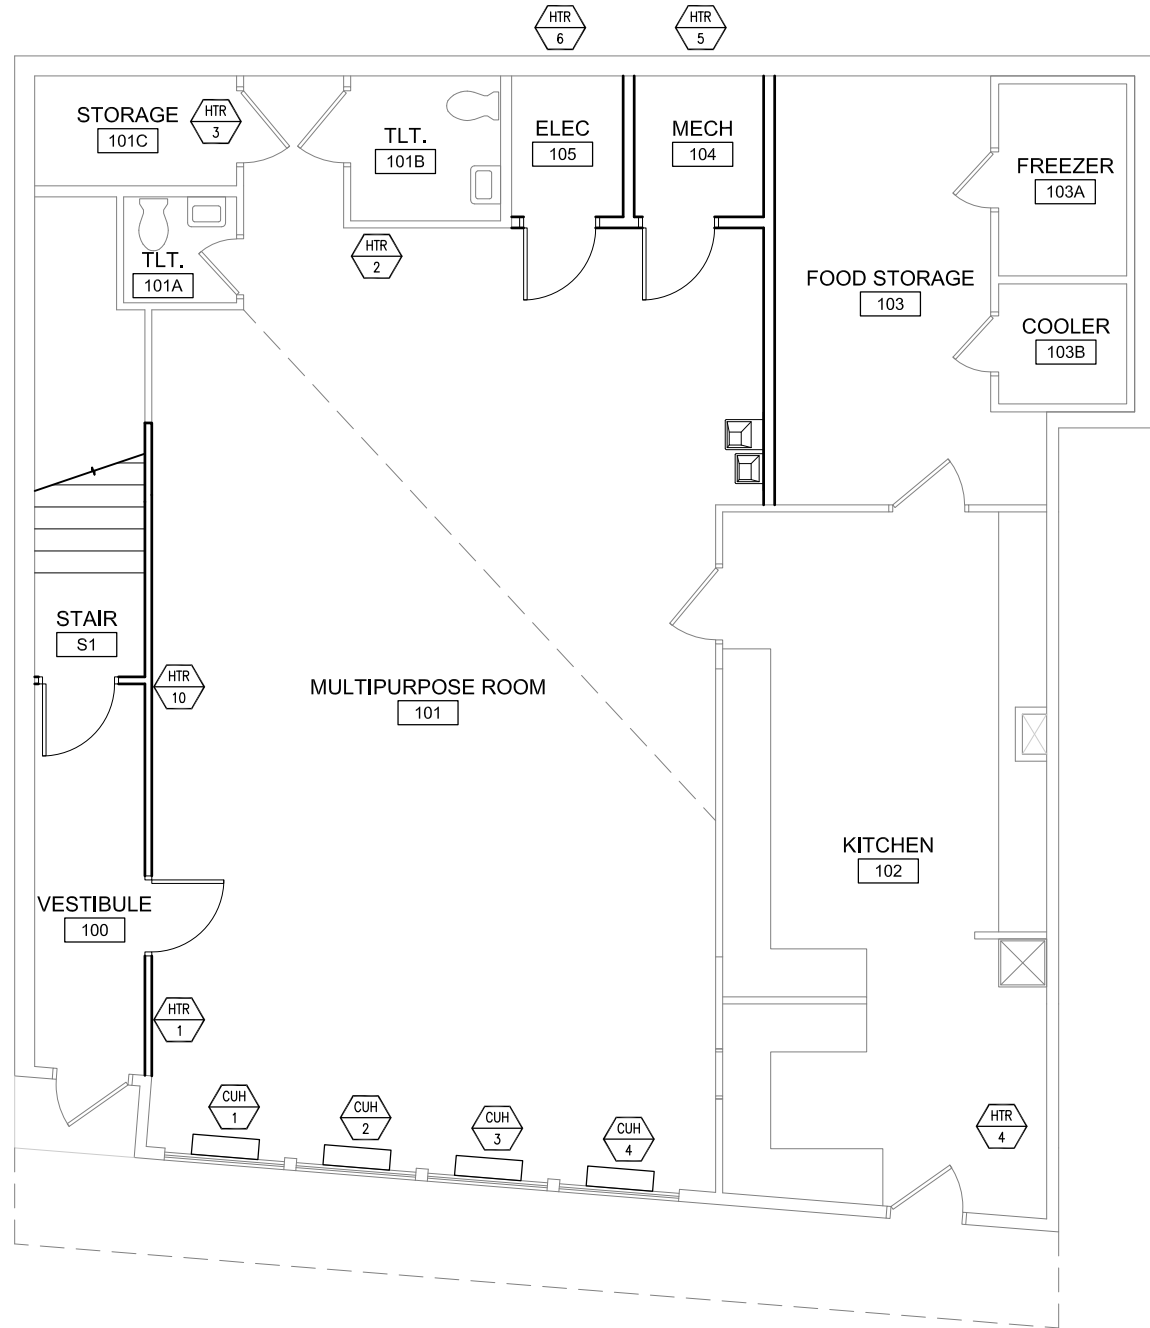 HTR
6
HTR
5
STORAGE
101C
HTR
3
TLT.
101B
ELEC
105
MECH
104
FREEZER
103A
TLT.
101A
HTR
2
FOOD STORAGE
103
COOLER
103B
STAIR
S1
HTR
10
MULTIPURPOSE ROOM
101
KITCHEN
102
VESTIBULE
100
HTR
1
CUH
1
CUH
2
CUH
3
CUH
4
HTR
4